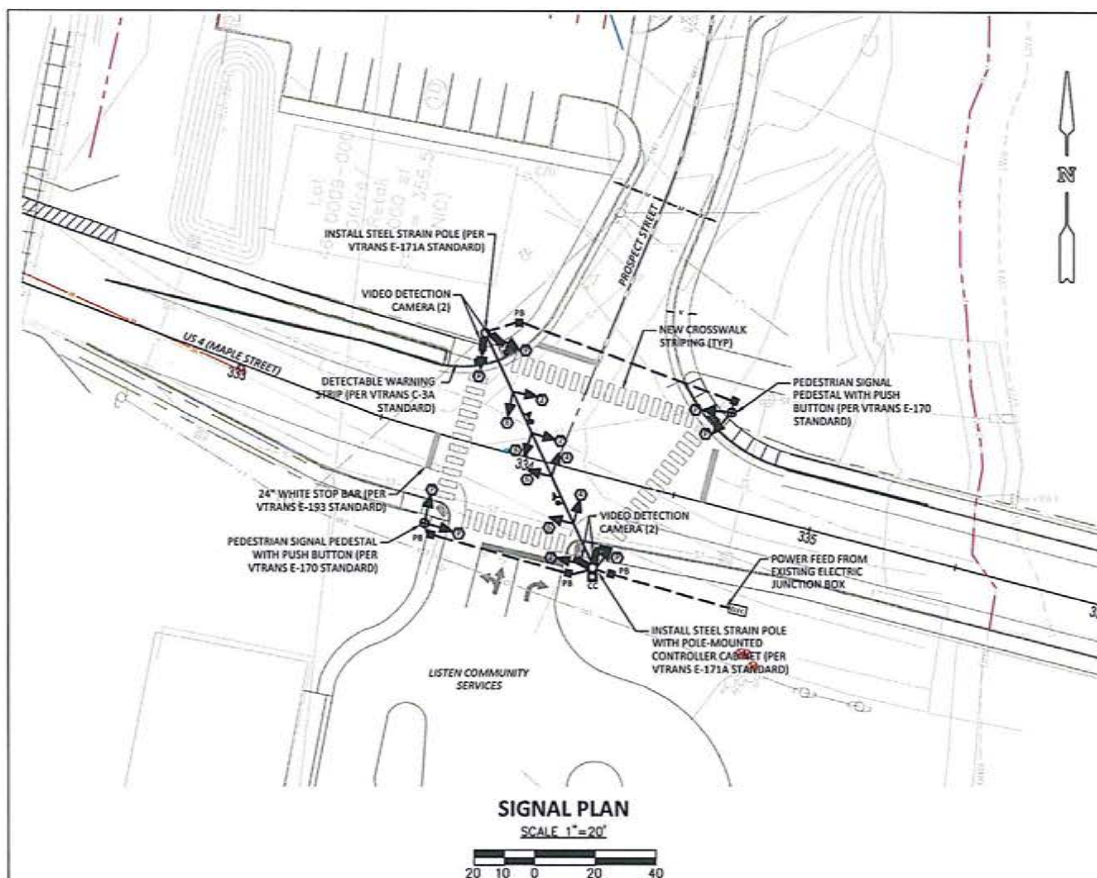 INSTALL STEEL STRAIN POLE (PER
VTRANS E-171A STANDARD)
VIDEO DETECTION
CAMERA (2)
PB
PROSPECT STREET
N
NEW CROSSWALK
STRIPING (TYP)
US 4 (MAPLE STREET)
333
DETECTABLE WARNING
STRIP (PER VTRANS C-3A
STANDARD)
PEDESTRIAN SIGNAL
PEDESTAL WITH PUSH
BUTTON (PER VTRANS E-170
STANDARD)
334
24" WHITE STOP BAR (PER
VTRANS E-193 STANDARD)
VIDEO DETECTION
CAMERA (2)
335
PEDESTRIAN SIGNAL PEDESTAL
WITH PUSH BUTTON (PER
VTRANS E-170 STANDARD)
PB
PB
CC
PB
POWER FEED FROM
EXISTING ELECTRIC
JUNCTION BOX
ELEC
INSTALL STEEL STRAIN POLE
WITH POLE-MOUNTED
CONTROLLER CABINET (PER
VTRANS E-171A STANDARD)
LISTEN COMMUNITY
SERVICES
SIGNAL PLAN
SCALE 1"=20'
20 10 0 20 40